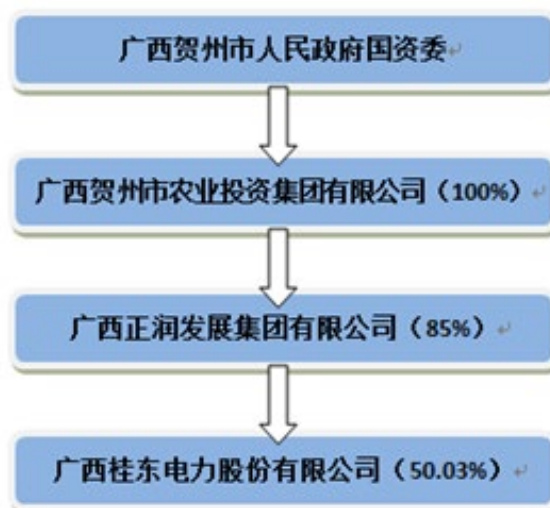 广西贺州市人民政府国资委
广西贺州市农业投资集团有限公司（100%）
广西正润发展集团有限公司（85%）
广西桂东电力股份有限公司（50.03%）